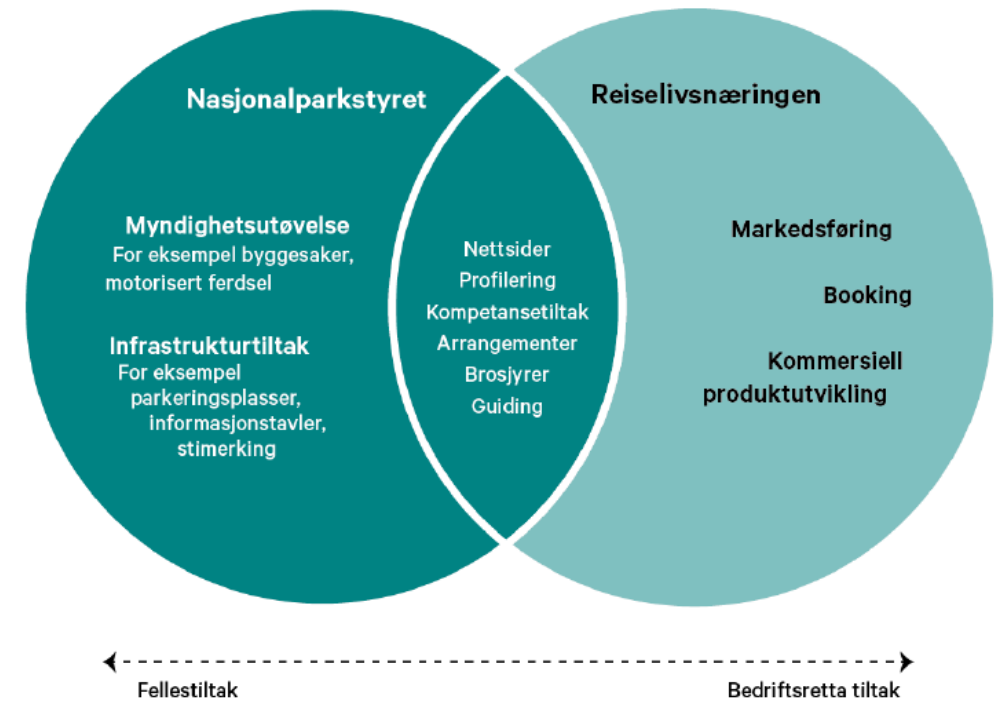 Nasjonalparkstyret
Myndighetsutøvelse
For eksempel byggesaker,
motorisert ferdsel
Infrastrukturtiltak
For eksempel
parkeringsplasser,
informasjonstavler,
stimerking
Nettsider
Profilering
Kompetansetiltak
Arrangementer
Brosjyrer
Guiding
Reiselivsnæringen
Markedsføring
Booking
Kommersiell
produktutvikling
Fellestiltak
Bedriftsretta tiltak